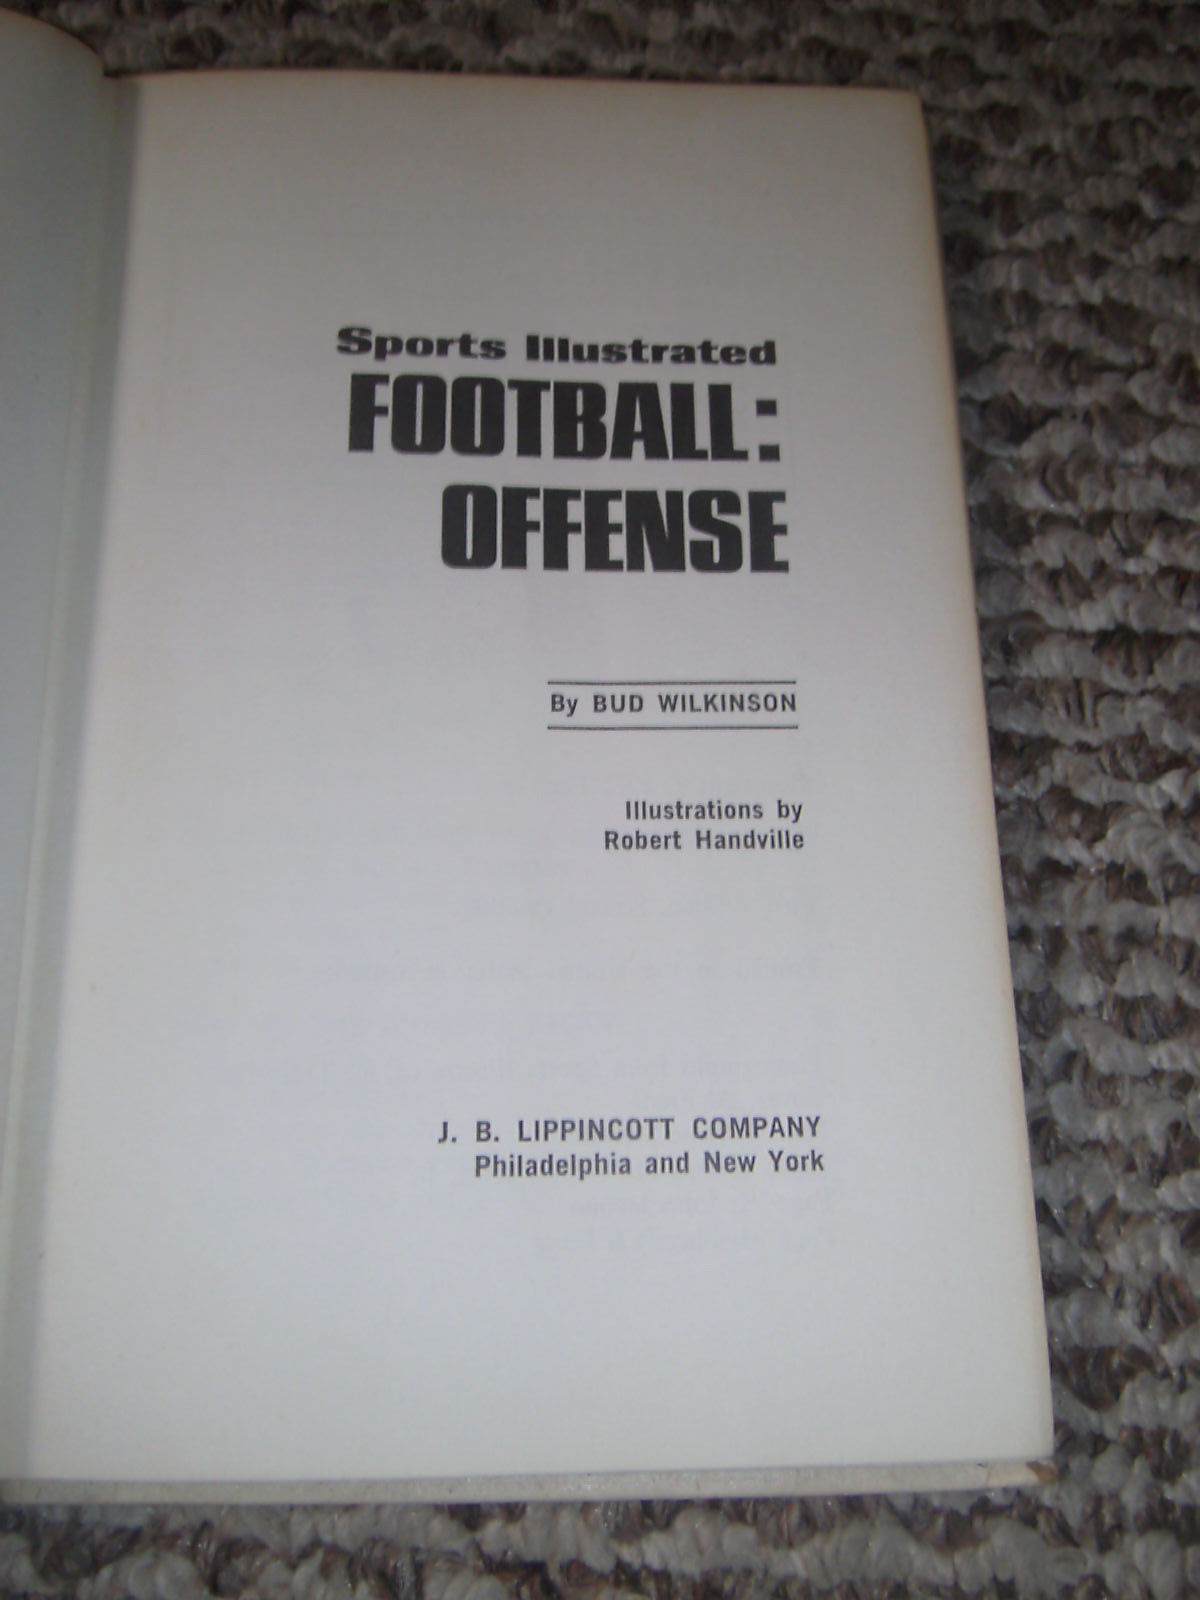 Sports Illustrated
FOOTBALL:
OFFENSE
By BUD WILKINSON
Illustrations by
Robert Handville
J. B. LIPPINCOTT COMPANY
Philadelphia and New York